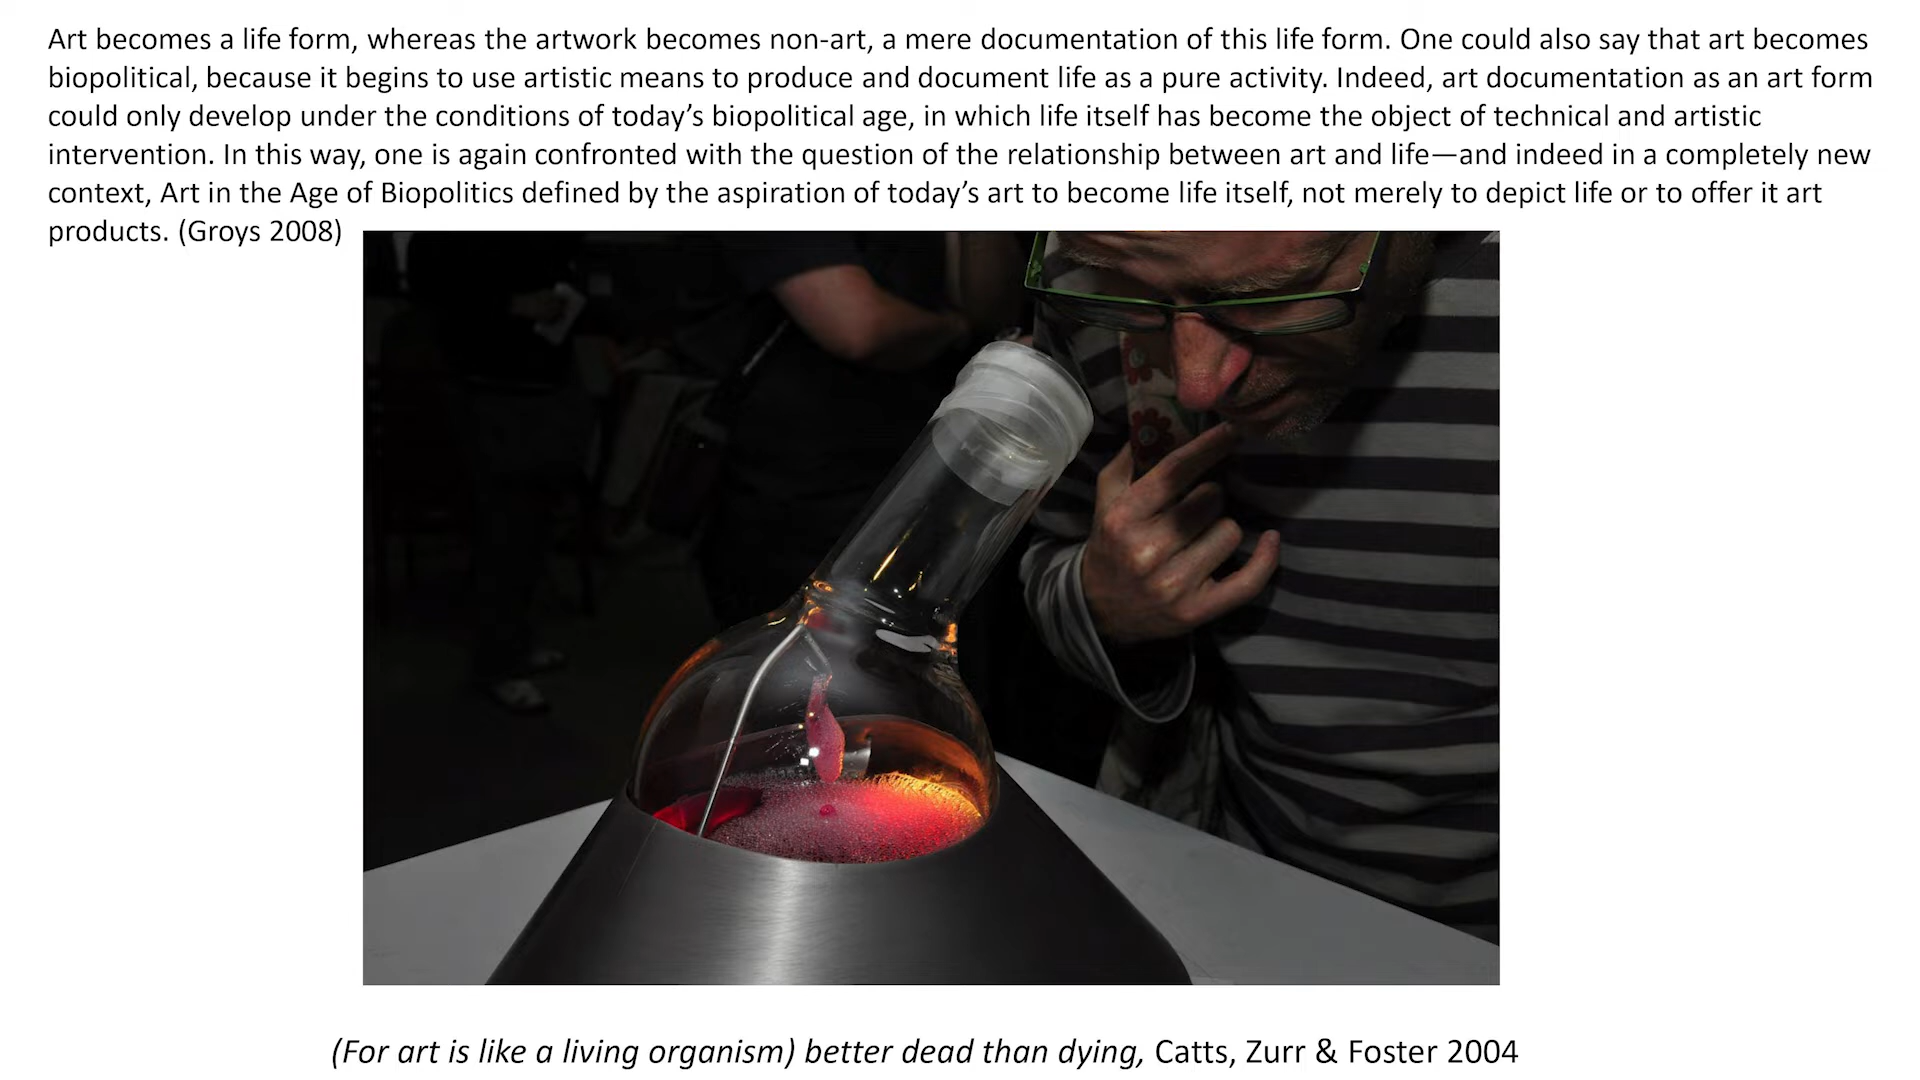 Art becomes a life form, whereas the artwork becomes non-art, a mere documentation of this life form. One could also say that art becomes
biopolitical, because it begins to use artistic means to produce and document life as a pure activity. Indeed, art documentation as an art form
could only develop under the conditions of today’s biopolitical age, in which life itself has become the object of technical and artistic
intervention. In this way, one is again confronted with the question of the relationship between art and life—and indeed in a completely new
context, Art in the Age of Biopolitics defined by the aspiration of today’s art to become life itself, not merely to depict life or to offer it art
products. (Groys 2008)
(For art is like a living organism) better dead than dying, Catts, Zurr & Foster 2004